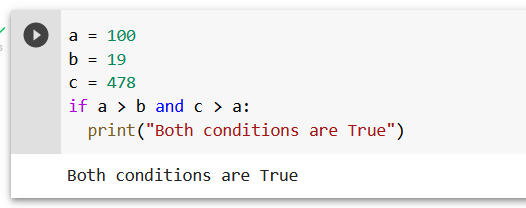 a = 100
b = 19
c = 478
if a > b and c > a:
  print("Both conditions are True")
Both conditions are True